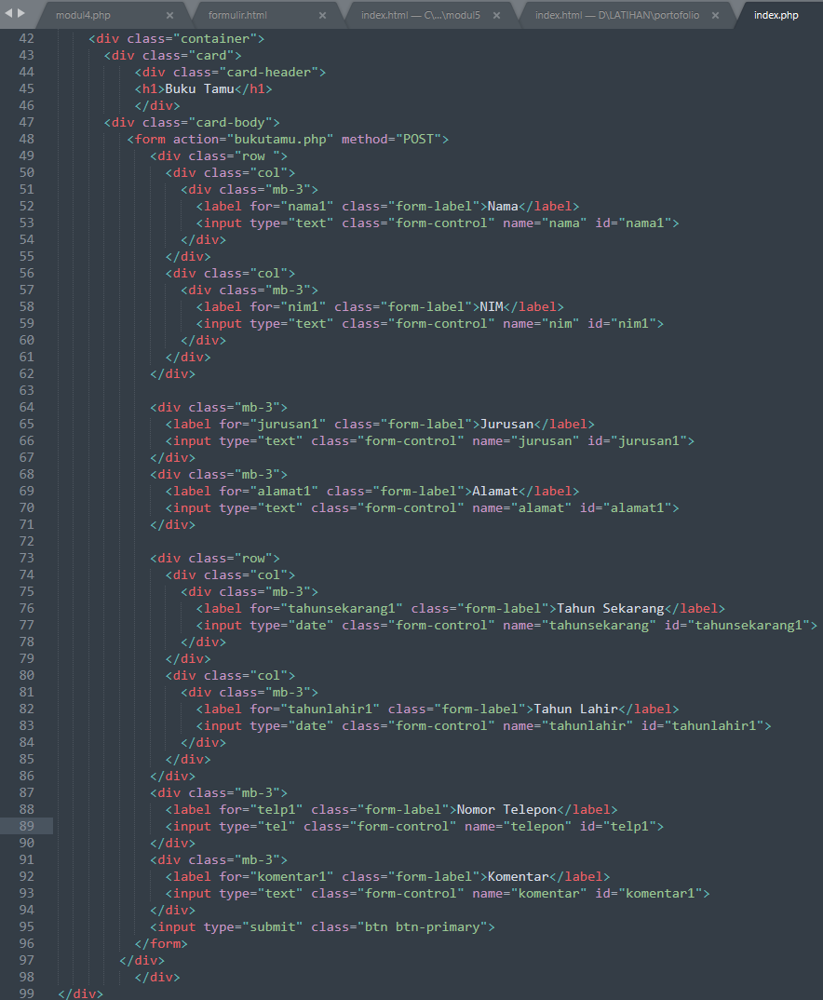 modul4.php × formulir.html × index.html — C\...\modul5 × index.html — D\LATIHAN\portofolio × index.php
42 <div class="container">
43 <div class="card">
44 <div class="card-header">
45 <h1>Buku Tamu</h1>
46 </div>
47 <div class="card-body">
48 <form action="bukutamu.php" method="POST">
49 <div class="row ">
50 <div class="col">
51 <div class="mb-3">
52 <label for="nama1" class="form-label">Nama</label>
53 <input type="text" class="form-control" name="nama" id="nama1">
54 </div>
55 </div>
56 <div class="col">
57 <div class="mb-3">
58 <label for="nim1" class="form-label">NIM</label>
59 <input type="text" class="form-control" name="nim" id="nim1">
60 </div>
61 </div>
62 </div>
63
64 <div class="mb-3">
65 <label for="jurusan1" class="form-label">Jurusan</label>
66 <input type="text" class="form-control" name="jurusan" id="jurusan1">
67 </div>
68 <div class="mb-3">
69 <label for="alamat1" class="form-label">Alamat</label>
70 <input type="text" class="form-control" name="alamat" id="alamat1">
71 </div>
72
73 <div class="row">
74 <div class="col">
75 <div class="mb-3">
76 <label for="tahunsekarang1" class="form-label">Tahun Sekarang</label>
77 <input type="date" class="form-control" name="tahunsekarang" id="tahunsekarang1">
78 </div>
79 </div>
80 <div class="col">
81 <div class="mb-3">
82 <label for="tahunlahir1" class="form-label">Tahun Lahir</label>
83 <input type="date" class="form-control" name="tahunlahir" id="tahunlahir1">
84 </div>
85 </div>
86 </div>
87 <div class="mb-3">
88 <label for="telp1" class="form-label">Nomor Telepon</label>
89 <input type="tel" class="form-control" name="telepon" id="telp1">
90 </div>
91 <div class="mb-3">
92 <label for="komentar1" class="form-label">Komentar</label>
93 <input type="text" class="form-control" name="komentar" id="komentar1">
94 </div>
95 <input type="submit" class="btn btn-primary">
96 </form>
97 </div>
98 </div>
99 </div>